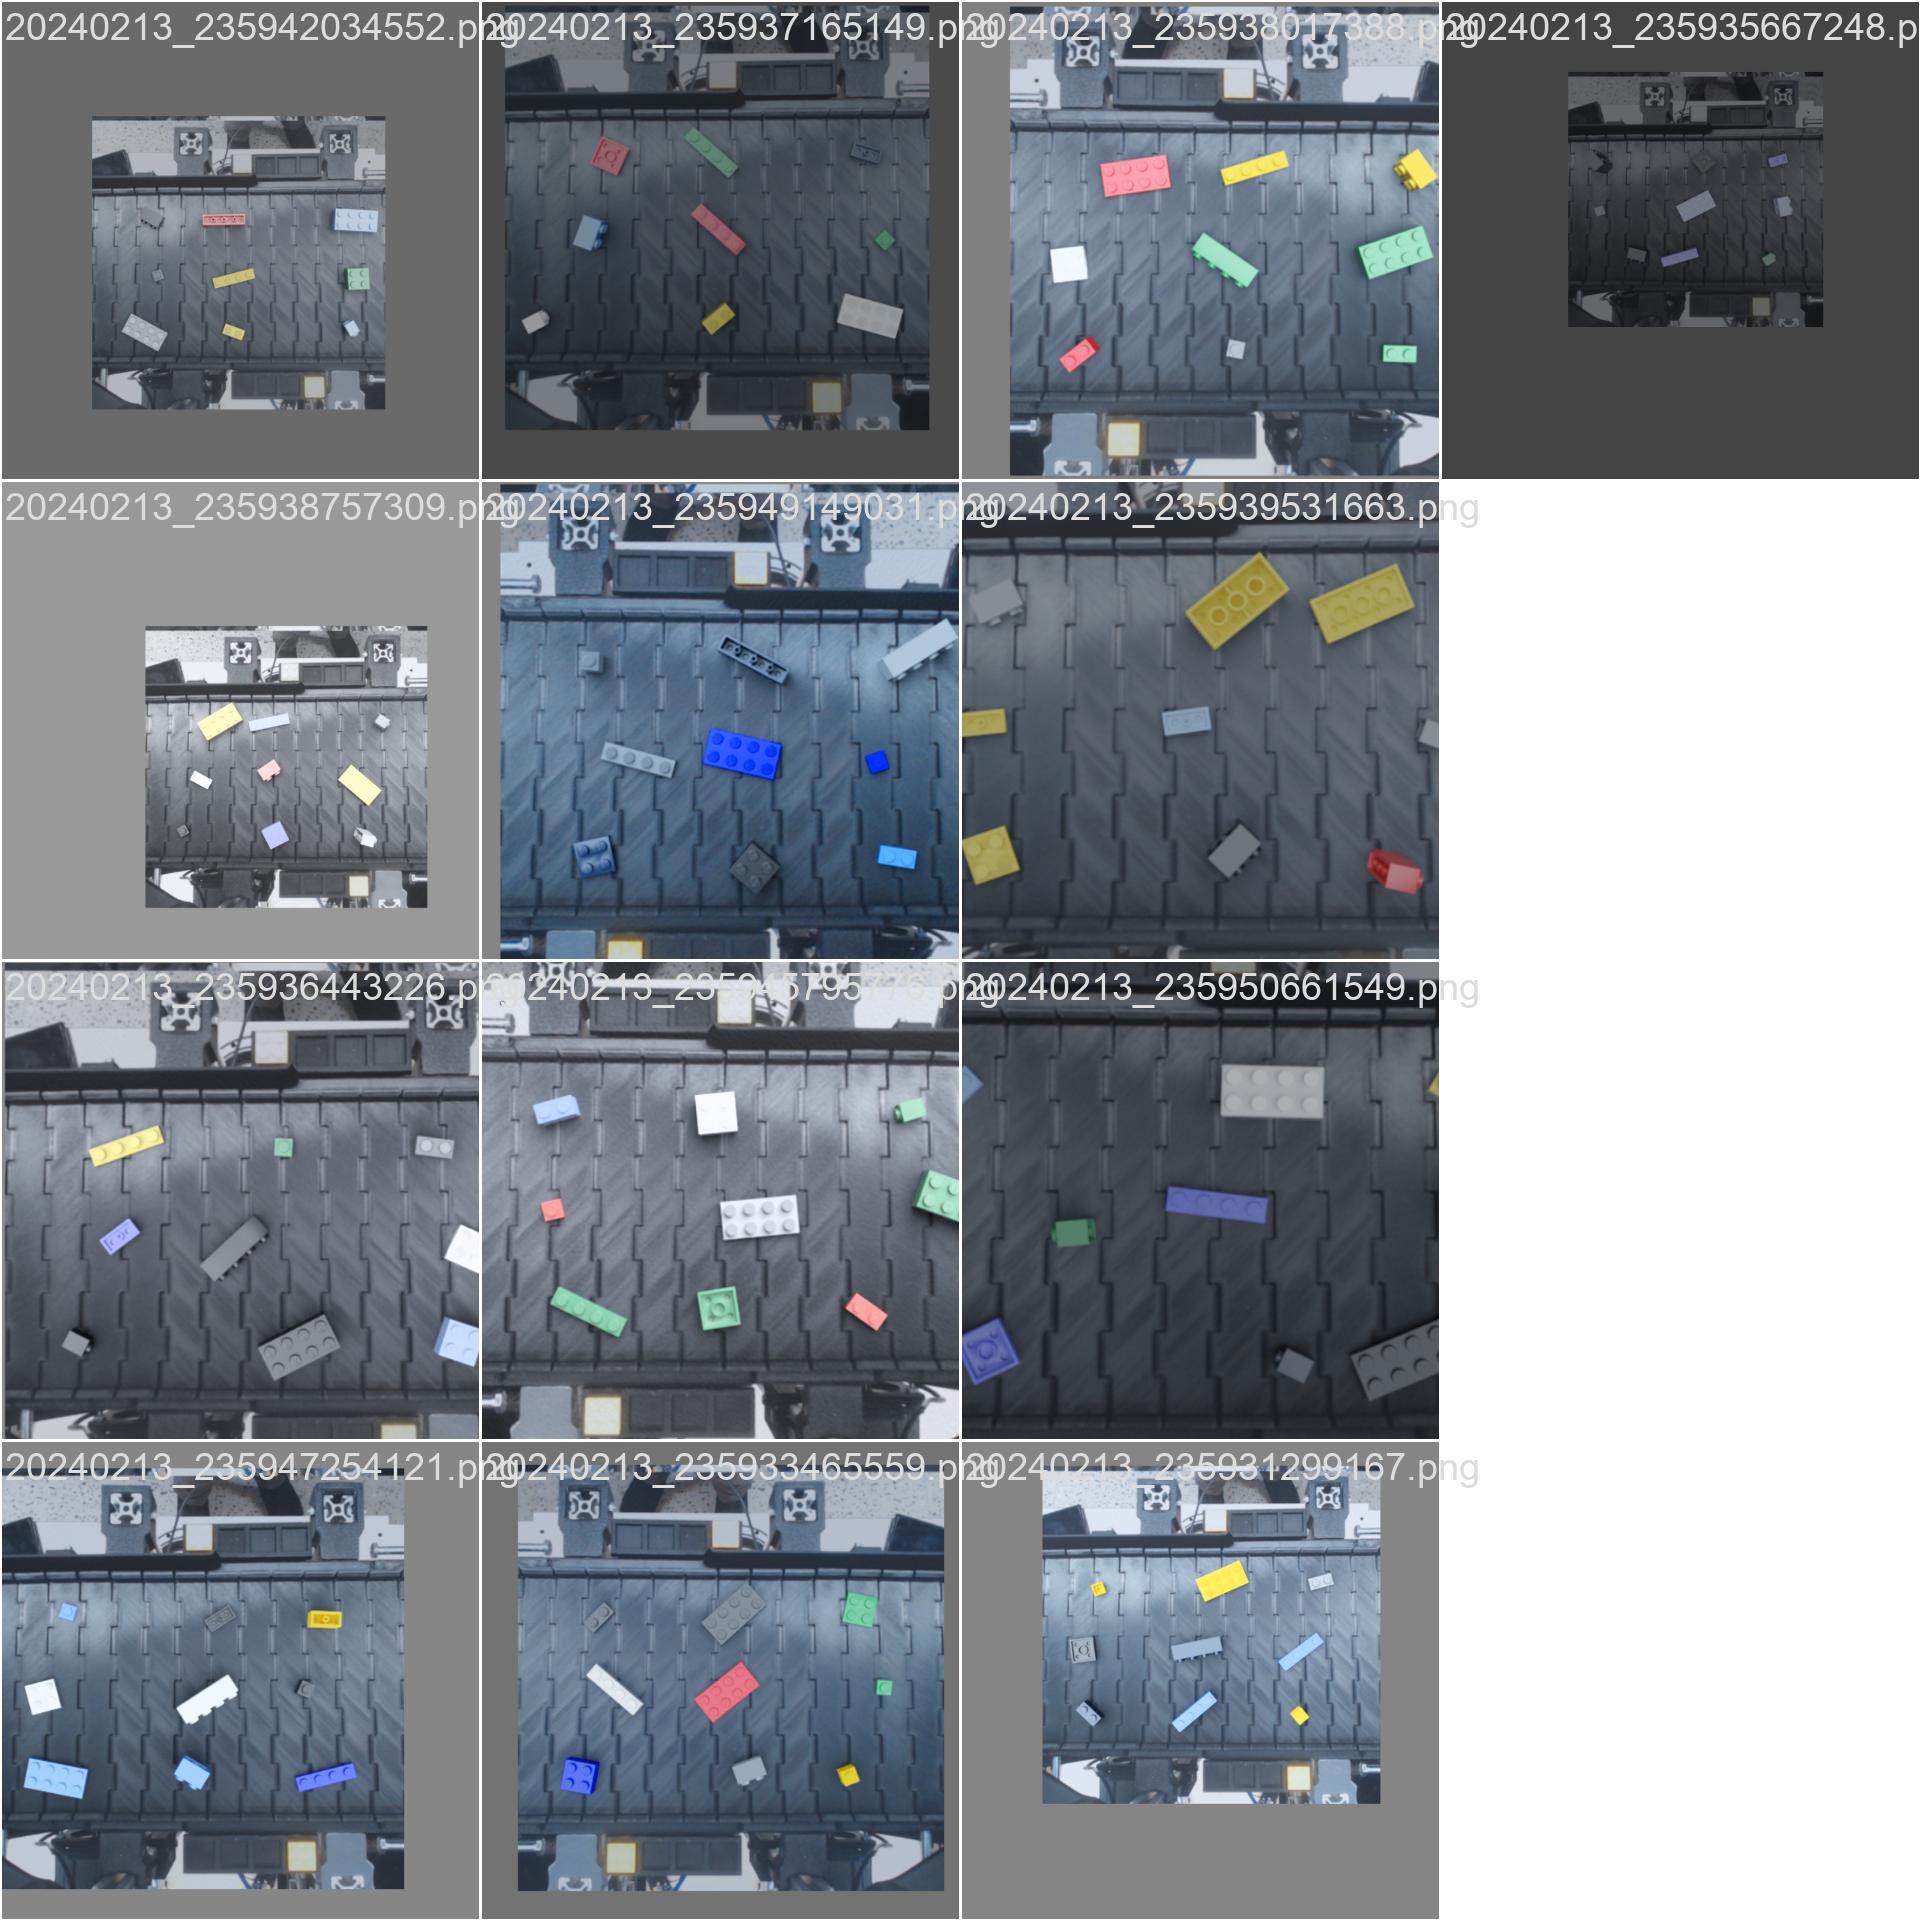 20240213_235942034552.png
20240213_235937165149.png
20240213_235938017388.png
20240213_235935667248.p
20240213_235938757309.png
20240213_235949149031.png
20240213_235939531663.png
20240213_235936443226.p
20240213_235945795776.png
20240213_235950661549.png
20240213_235947254121.png
20240213_235933465559.png
20240213_235931299167.png